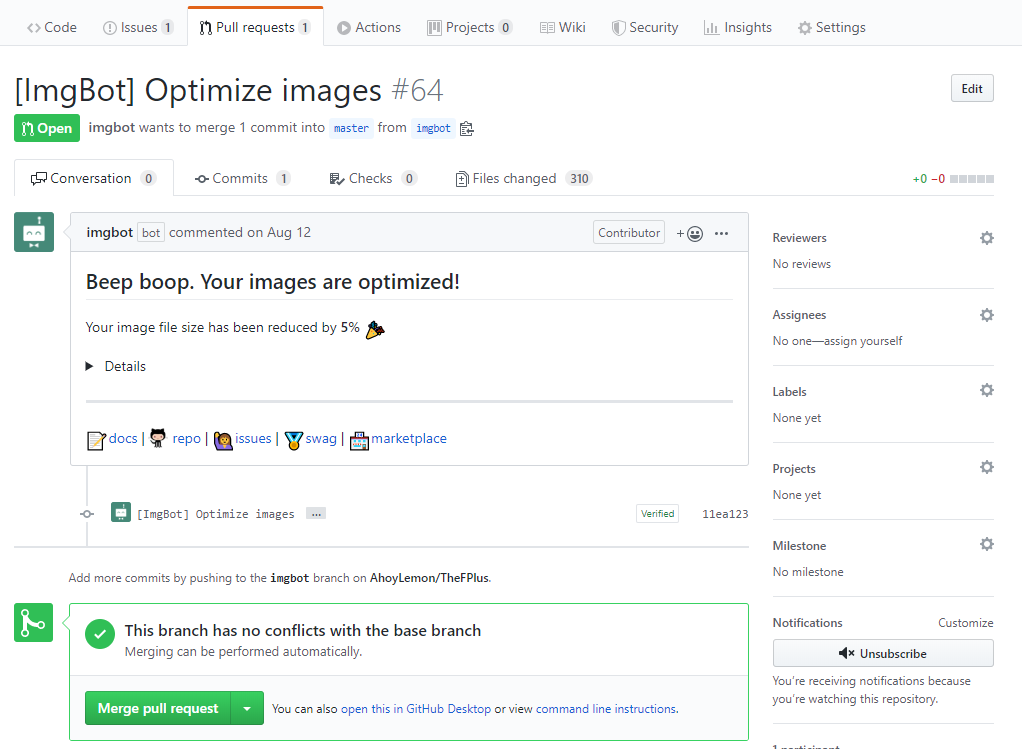 Code Issues 1 Pull requests 1 Actions Projects 0 Wiki Security Insights Settings
[ImgBot] Optimize images #64
Edit
Open imgbot wants to merge 1 commit into master from imgbot
Conversation 0 Commits 1 Checks 0 Files changed 310 +0 −0
imgbot bot commented on Aug 12 Contributor + ...
Beep boop. Your images are optimized!
Your image file size has been reduced by 5%
Details
docs | repo | issues | swag | marketplace
[ImgBot] Optimize images ... Verified 11ea123
Add more commits by pushing to the imgbot branch on AhoyLemon/TheFPlus.
This branch has no conflicts with the base branch
Merging can be performed automatically.
Merge pull request You can also open this in GitHub Desktop or view command line instructions.
Reviewers
No reviews
Assignees
No one—assign yourself
Labels
None yet
Projects
None yet
Milestone
No milestone
Notifications Customize
Unsubscribe
You're receiving notifications because
you're watching this repository.
1 participant